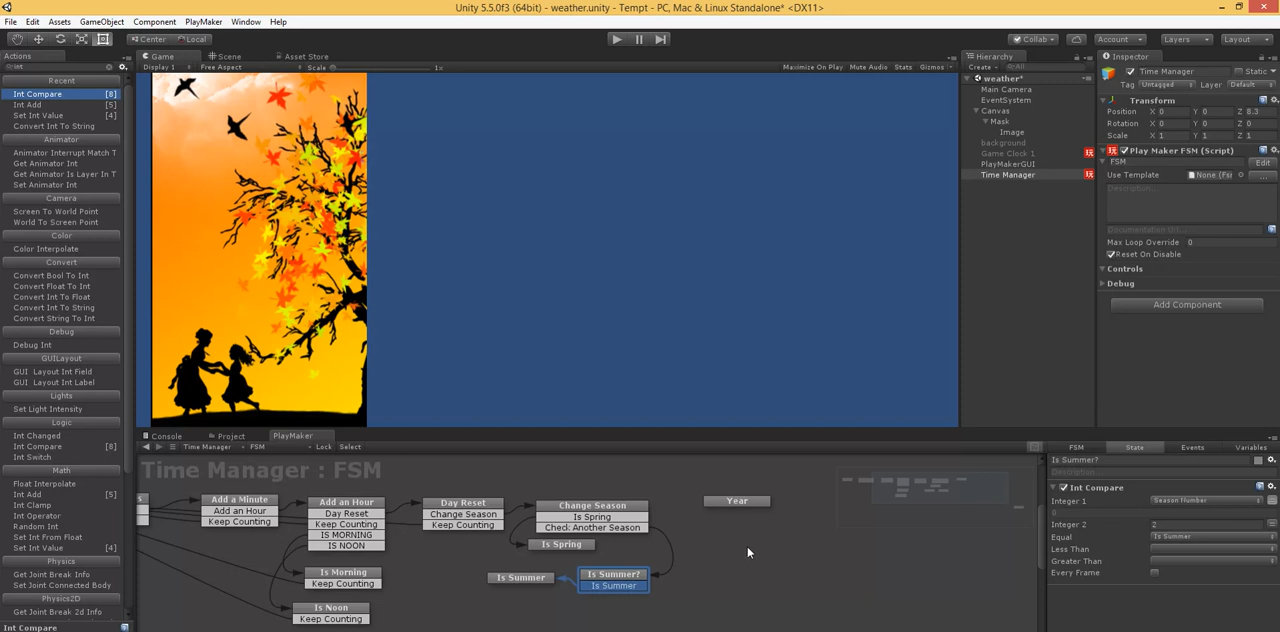 Unity 5.5.0f3 (64bit) - weather.unity - Tempt - PC, Mac & Linux Standalone* <DX11>
File Edit Assets GameObject Component PlayMaker Window Help
Center Local Collab Account Layers Layout
Actions Game Scene Asset Store Hierarchy Inspector
int Display 1 Free Aspect Scale 1x Maximize On Play Mute Audio Stats Gizmos Create All
Recent
Int Compare [8]
Int Add [5]
Set Int Value [4]
Convert Int To String
Animator
Animator Interrupt Match T
Get Animator Int
Get Animator Is Layer In T
Set Animator Int
Camera
Screen To World Point
World To Screen Point
Color
Color Interpolate
Convert
Convert Bool To Int
Convert Float To Int
Convert Int To Float
Convert Int To String
Convert String To Int
Debug
Debug Int
GUILayout
GUI Layout Int Field
GUI Layout Int Label
Lights
Set Light Intensity
Logic
Int Changed
Int Compare [8]
Int Switch
Math
Float Interpolate
Int Add [5]
Int Clamp
Int Operator
Random Int
Set Int From Float
Set Int Value [4]
Physics
Get Joint Break Info
Set Joint Connected Body
Physics2D
Get Joint Break 2d Info
Int Compare
weather*
Main Camera
EventSystem
Canvas
Mask
Image
background
Game Clock 1
PlayMakerGUI
Time Manager
Time Manager Static
Tag Untagged Layer Default
Transform
Position X 0 Y 0 Z 8.3
Rotation X 0 Y 0 Z 0
Scale X 1 Y 1 Z 1
Play Maker FSM (Script)
FSM Edit
Use Template None (Fsm ...
Description...
Documentation Url...
Max Loop Override 0
Reset On Disable
Controls
Debug
Add Component
Console Project PlayMaker
Time Manager FSM Lock Select
Time Manager : FSM
s
Add a Minute
Add an Hour
Keep Counting
Add an Hour
Day Reset
Keep Counting
IS MORNING
IS NOON
Day Reset
Change Season
Keep Counting
Change Season
Is Spring
Check Another Season
Year
Is Spring
Is Morning
Keep Counting
Is Summer
Is Summer?
Is Summer
Is Noon
Keep Counting
FSM State Events Variables
Is Summer?
Description...
Int Compare
Integer 1 Season Number
0
Integer 2 2
Equal Is Summer
Less Than
Greater Than
Every Frame